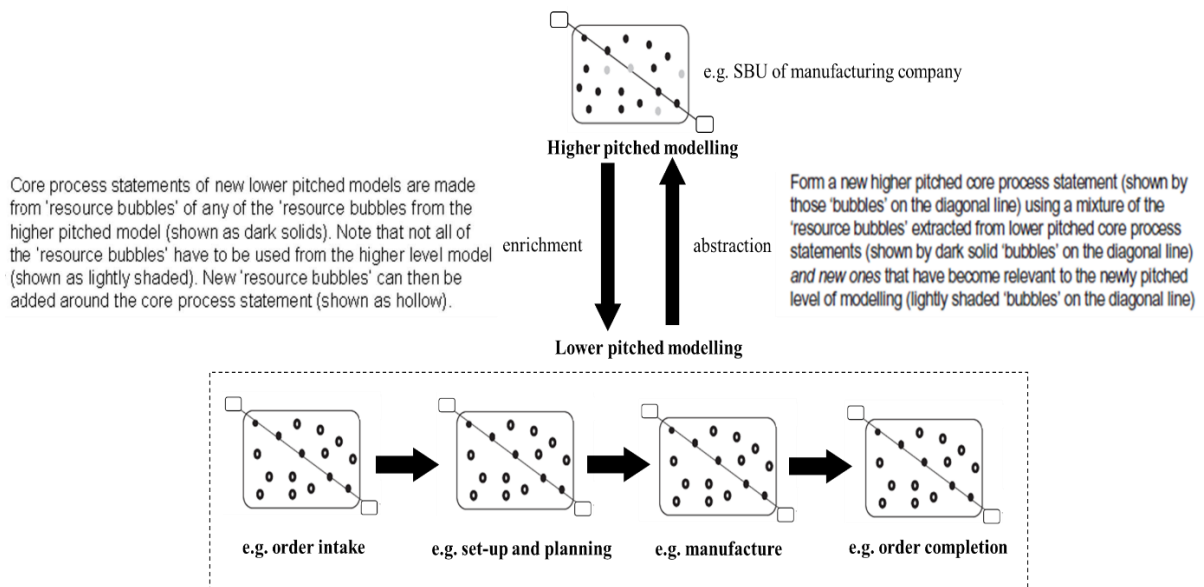 e.g. SBU of manufacturing company
Higher pitched modelling
Core process statements of new lower pitched models are made
from 'resource bubbles' of any of the 'resource bubbles from the
higher pitched model (shown as dark solids). Note that not all of
the 'resource bubbles' have to be used from the higher level model
(shown as lightly shaded). New 'resource bubbles' can then be
added around the core process statement (shown as hollow).
enrichment
abstraction
Form a new higher pitched core process statement (shown by
those ‘bubbles’ on the diagonal line) using a mixture of the
‘resource bubbles’ extracted from lower pitched core process
statements (shown by dark solid ‘bubbles’ on the diagonal line)
and new ones that have become relevant to the newly pitched
level of modelling (lightly shaded ‘bubbles’ on the diagonal line)
Lower pitched modelling
e.g. order intake
e.g. set-up and planning
e.g. manufacture
e.g. order completion